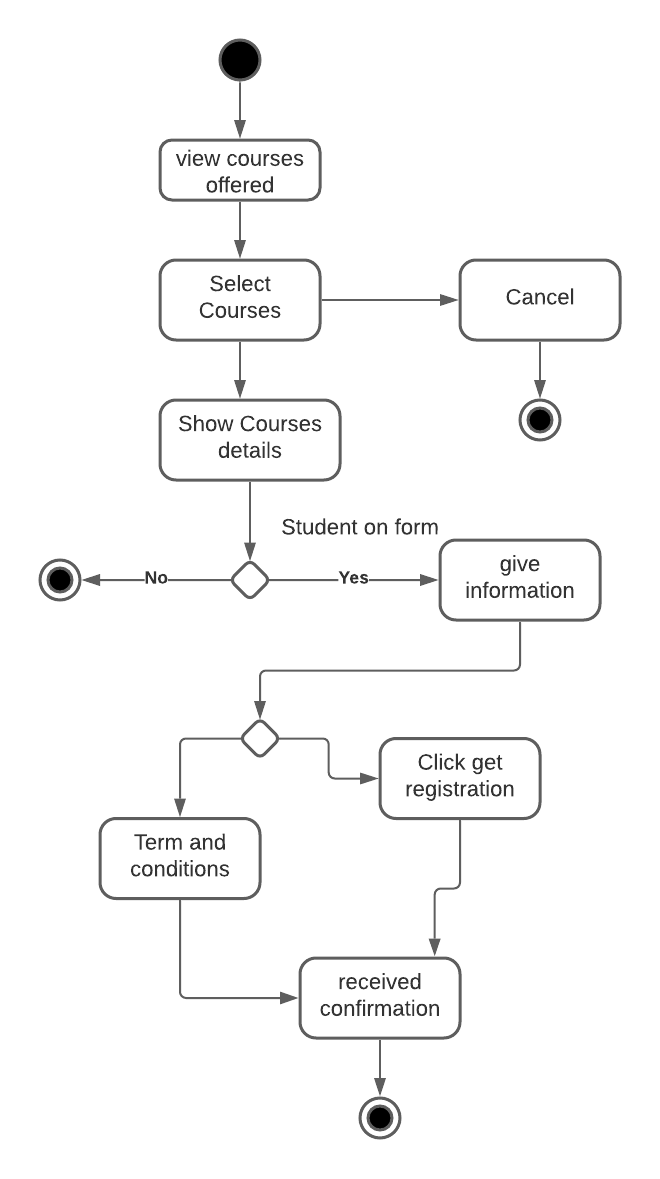 view courses
offered
Select
Courses
Cancel
Show Courses
details
Student on form
No
Yes
give
information
Click get
registration
Term and
conditions
received
confirmation